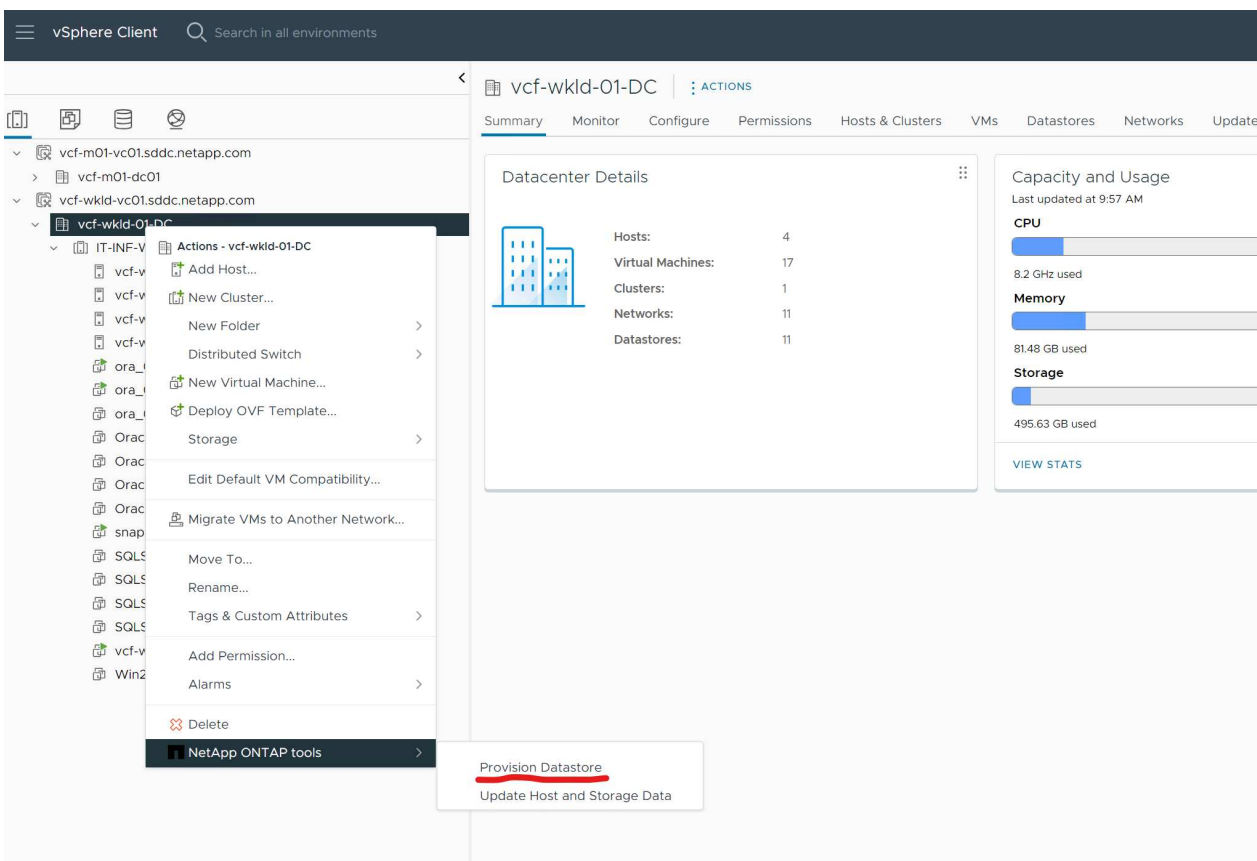 vSphere Client
Search in all environments
vcf-m01-vc01.sddc.netapp.com
vcf-m01-dc01
vcf-wkld-vc01.sddc.netapp.com
vcf-wkld-01-DC
IT-INF-W
vcf-w
vcf-w
vcf-w
vcf-w
ora_
ora_
ora_
Orac
Orac
Orac
Orac
snap
SQLS
SQLS
SQLS
SQLS
vcf-w
Win2
Actions - vcf-wkld-01-DC
Add Host...
New Cluster...
New Folder
Distributed Switch
New Virtual Machine...
Deploy OVF Template...
Storage
Edit Default VM Compatibility...
Migrate VMs to Another Network...
Move To...
Rename...
Tags & Custom Attributes
Add Permission...
Alarms
Delete
NetApp ONTAP tools
Provision Datastore
Update Host and Storage Data
vcf-wkld-01-DC
ACTIONS
Summary Monitor Configure Permissions Hosts & Clusters VMs Datastores Networks Update
Datacenter Details
Hosts: 4
Virtual Machines: 17
Clusters: 1
Networks: 11
Datastores: 11
Capacity and Usage
Last updated at 9:57 AM
CPU
8.2 GHz used
Memory
81.48 GB used
Storage
495.63 GB used
VIEW STATS